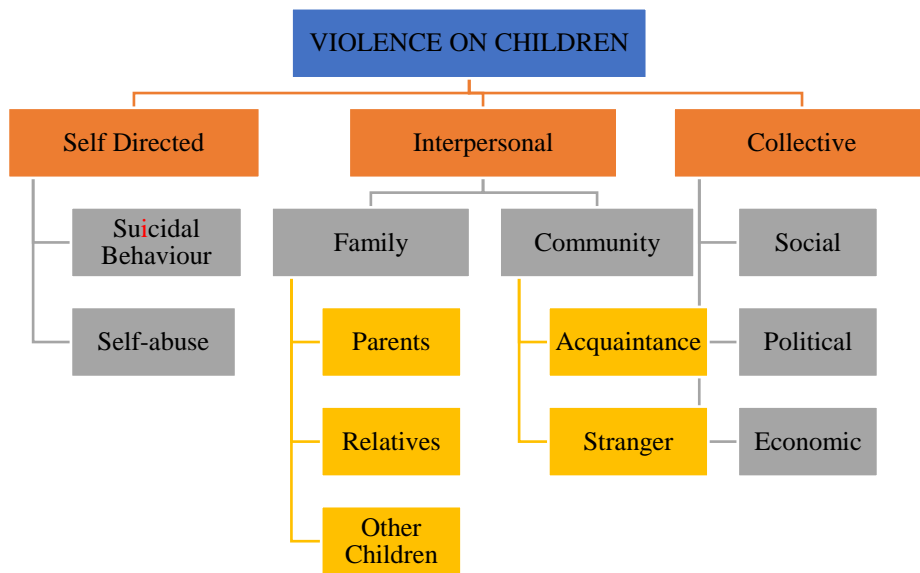 VIOLENCE ON CHILDREN
Self Directed
Interpersonal
Collective
Suicidal
Behaviour
Self-abuse
Family
Community
Parents
Relatives
Other
Children
Acquaintance
Stranger
Social
Political
Economic